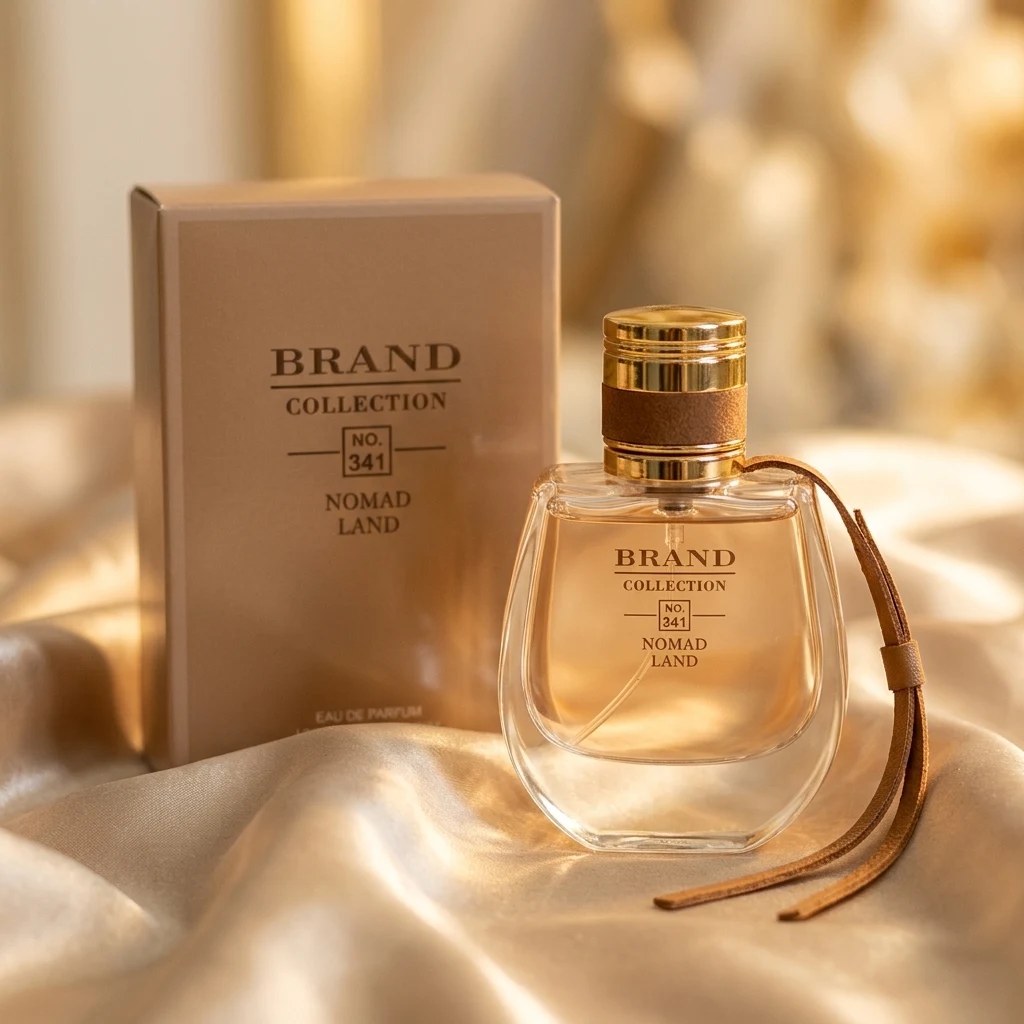 BRAND
COLLECTION
NO.
341
NOMAD
LAND
EAU DE PARFUM
BRAND
COLLECTION
NO.
341
NOMAD
LAND